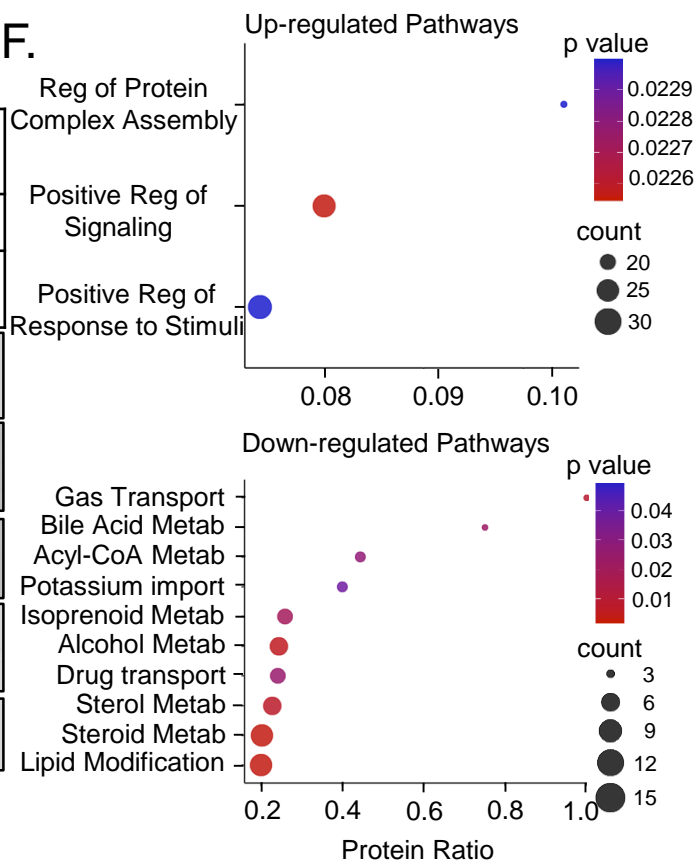 F.
Up-regulated Pathways
Reg of Protein
Complex Assembly
Positive Reg of
Signaling
Positive Reg of
Response to Stimuli
0.08 0.09 0.10
p value
0.0229
0.0228
0.0227
0.0226
count
20
25
30
Down-regulated Pathways
Gas Transport
Bile Acid Metab
Acyl-CoA Metab
Potassium import
Isoprenoid Metab
Alcohol Metab
Drug transport
Sterol Metab
Steroid Metab
Lipid Modification
0.2 0.4 0.6 0.8 1.0
Protein Ratio
p value
0.04
0.03
0.02
0.01
count
3
6
9
12
15